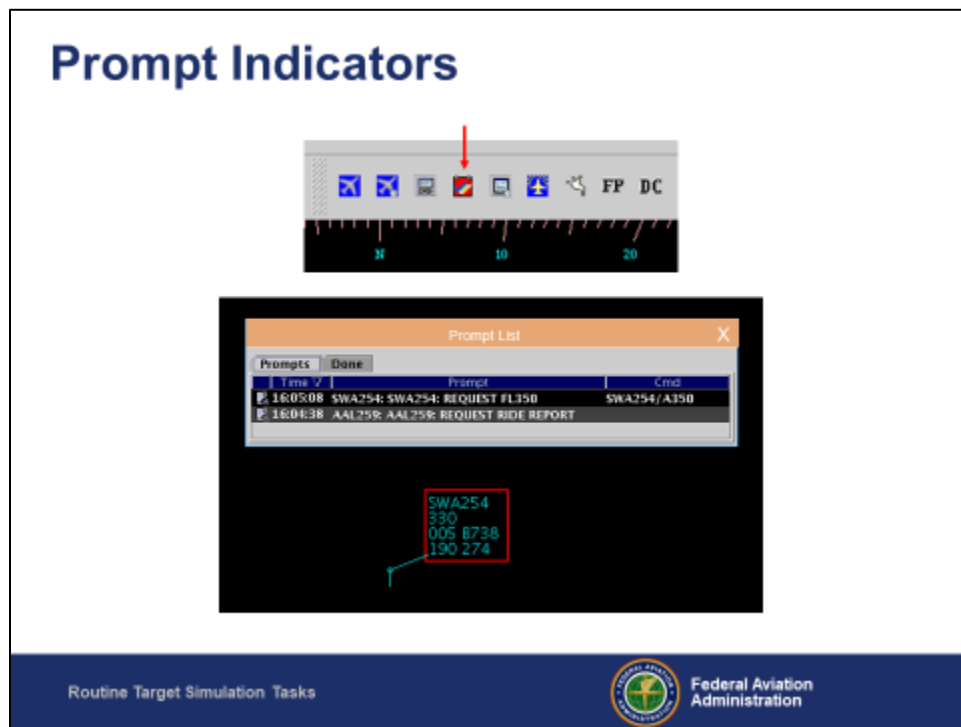 Prompt Indicators
FP DC
N 10 20
Prompt List X
Prompts Done
Time Prompt Cmd
16:05:08 SWA254: SWA254: REQUEST FL350 SWA254/A350
16:04:38 AAL259: AAL259: REQUEST RIDE REPORT
SWA254
330
005 B738
190 274
Routine Target Simulation Tasks
Federal Aviation
Administration